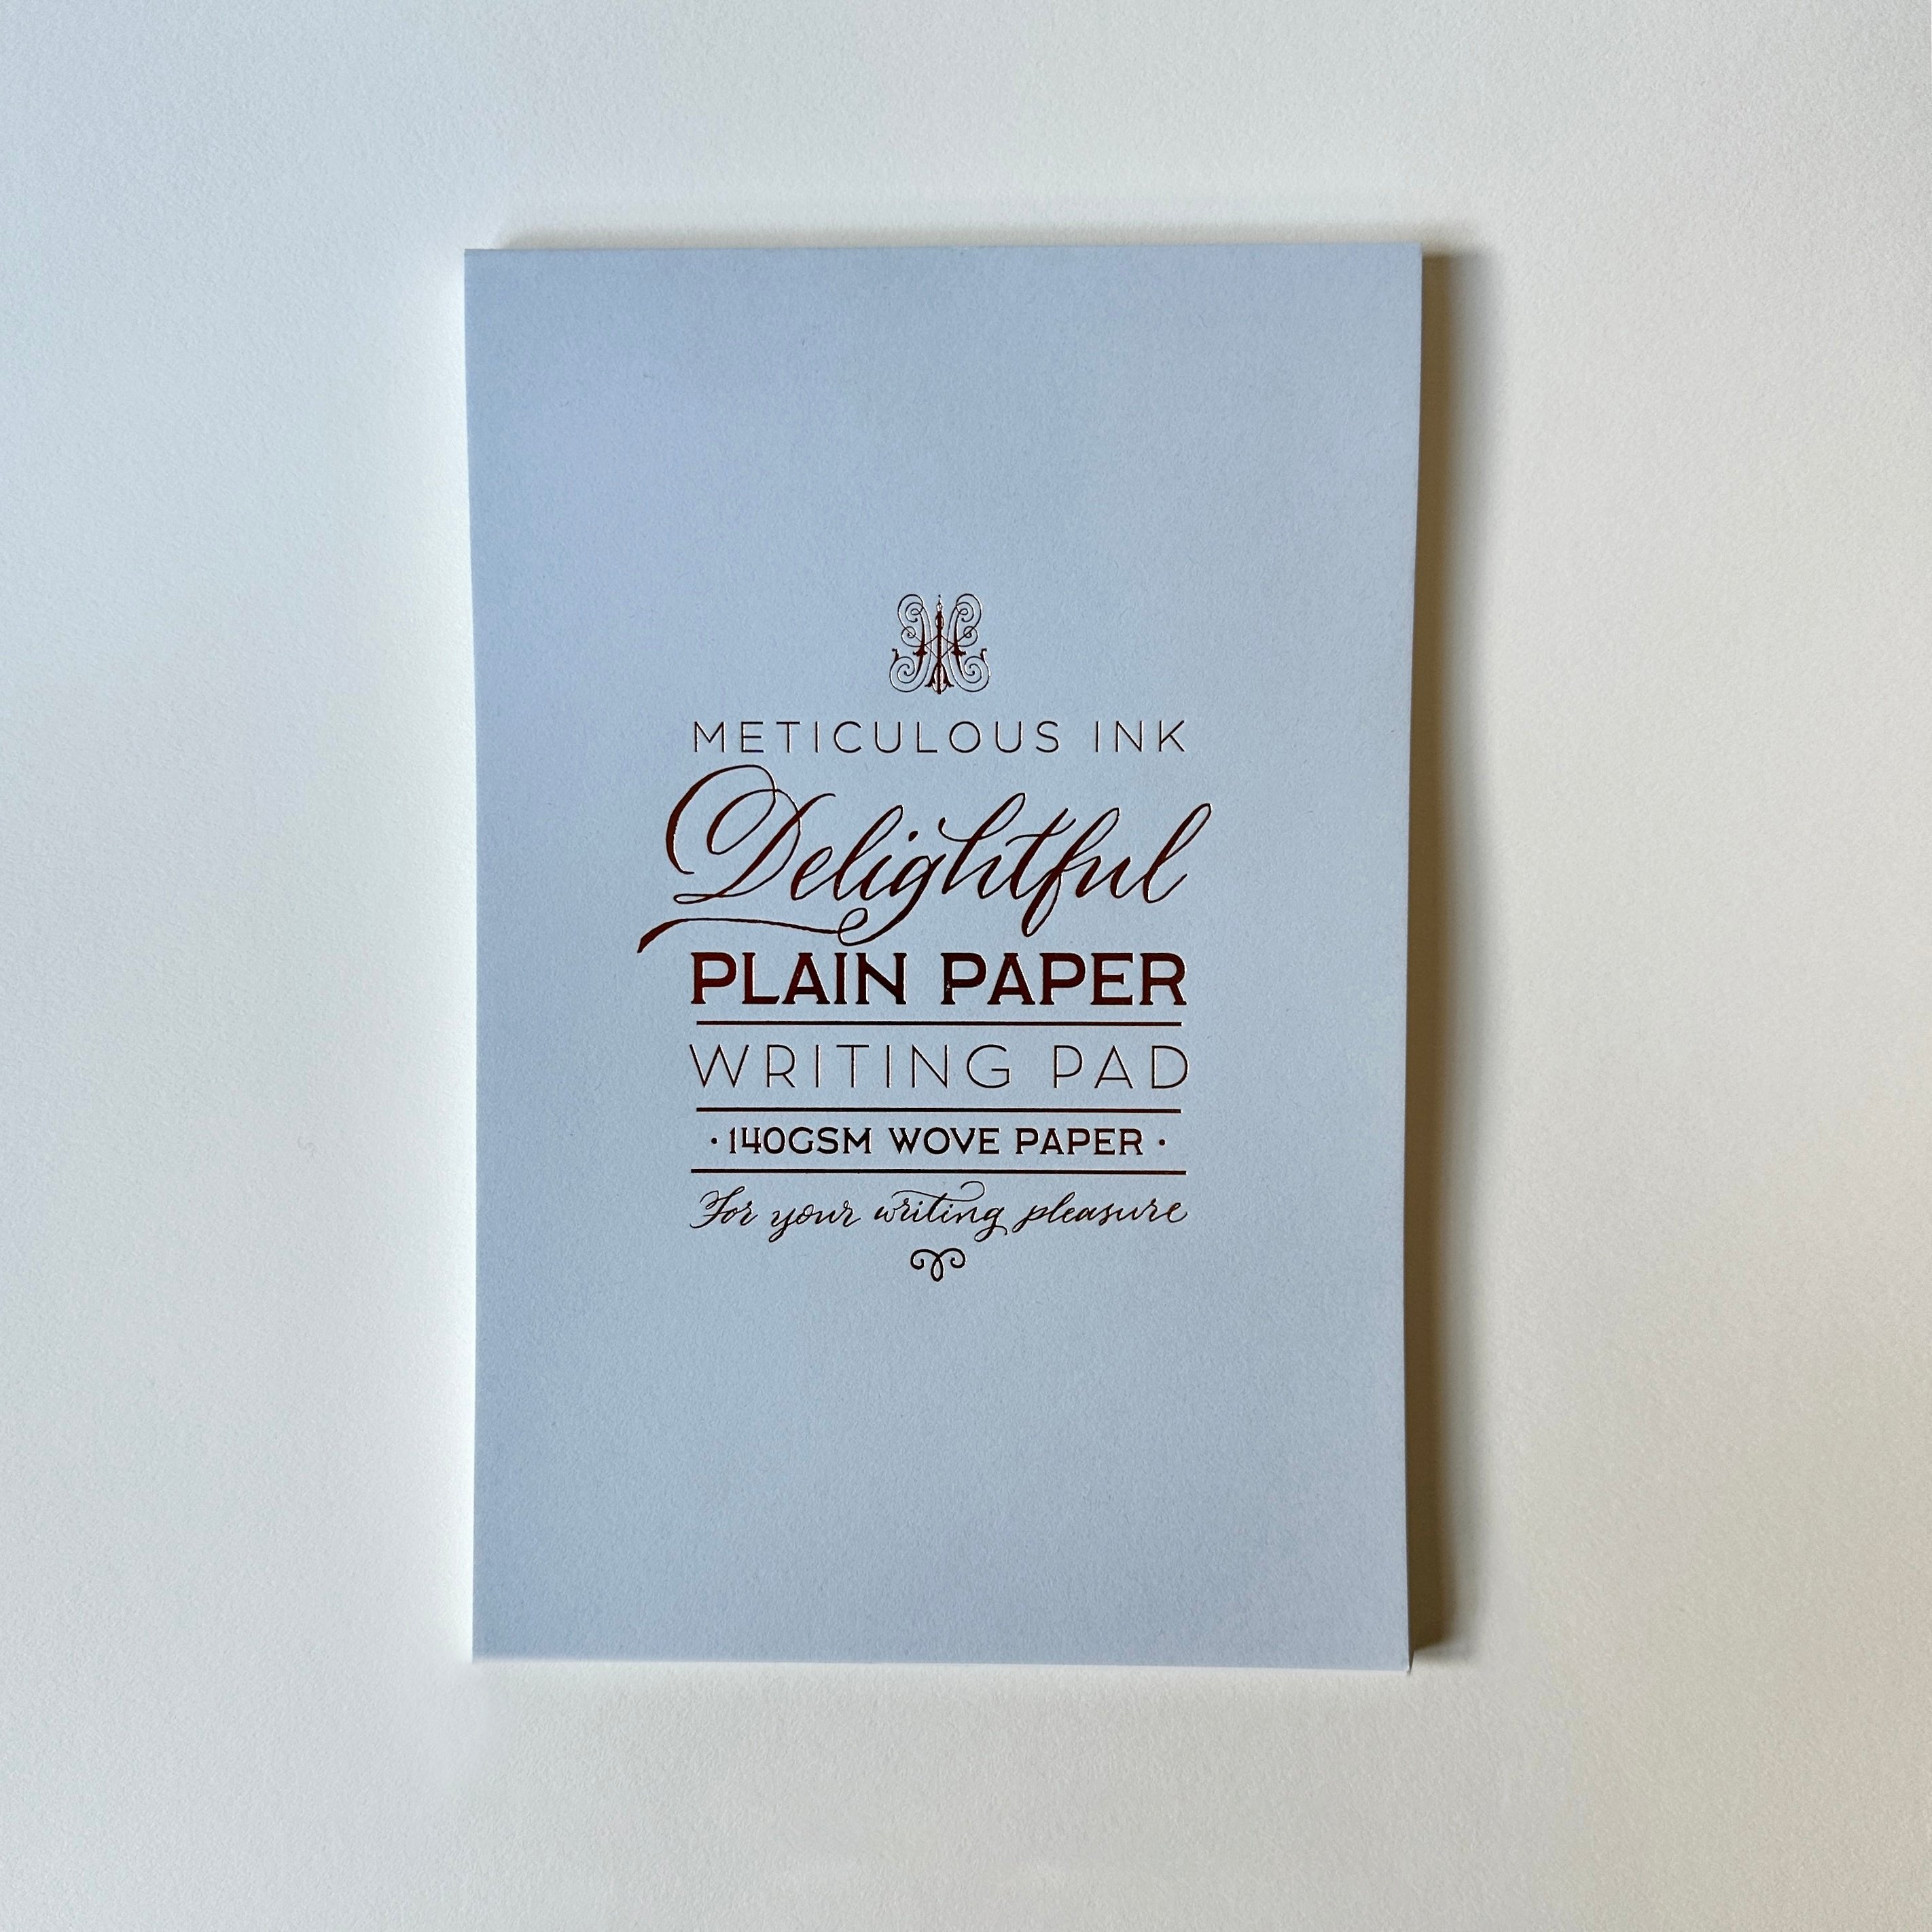 METICULOUS INK
Delightful
PLAIN PAPER
WRITING PAD
• 140GSM WOVE PAPER •
For your writing pleasure